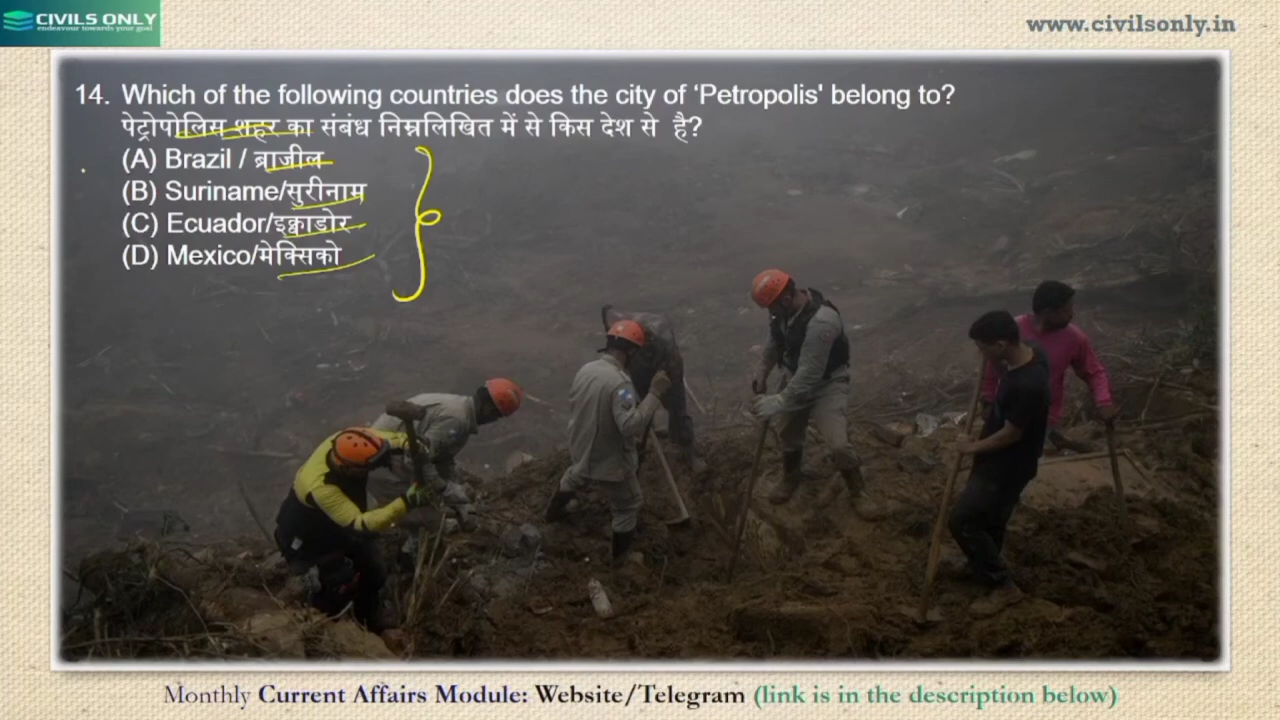 CIVILS ONLY
endeavour towards your goal
www.civilsonly.in
14. Which of the following countries does the city of ‘Petropolis' belong to?
पेट्रोपोलिस शहर का संबंध निम्नलिखित में से किस देश से है?
(A) Brazil / ब्राजील
(B) Suriname/सुरीनाम
(C) Ecuador/इक्वाडोर
(D) Mexico/मेक्सिको
Monthly Current Affairs Module: Website/Telegram (link is in the description below)